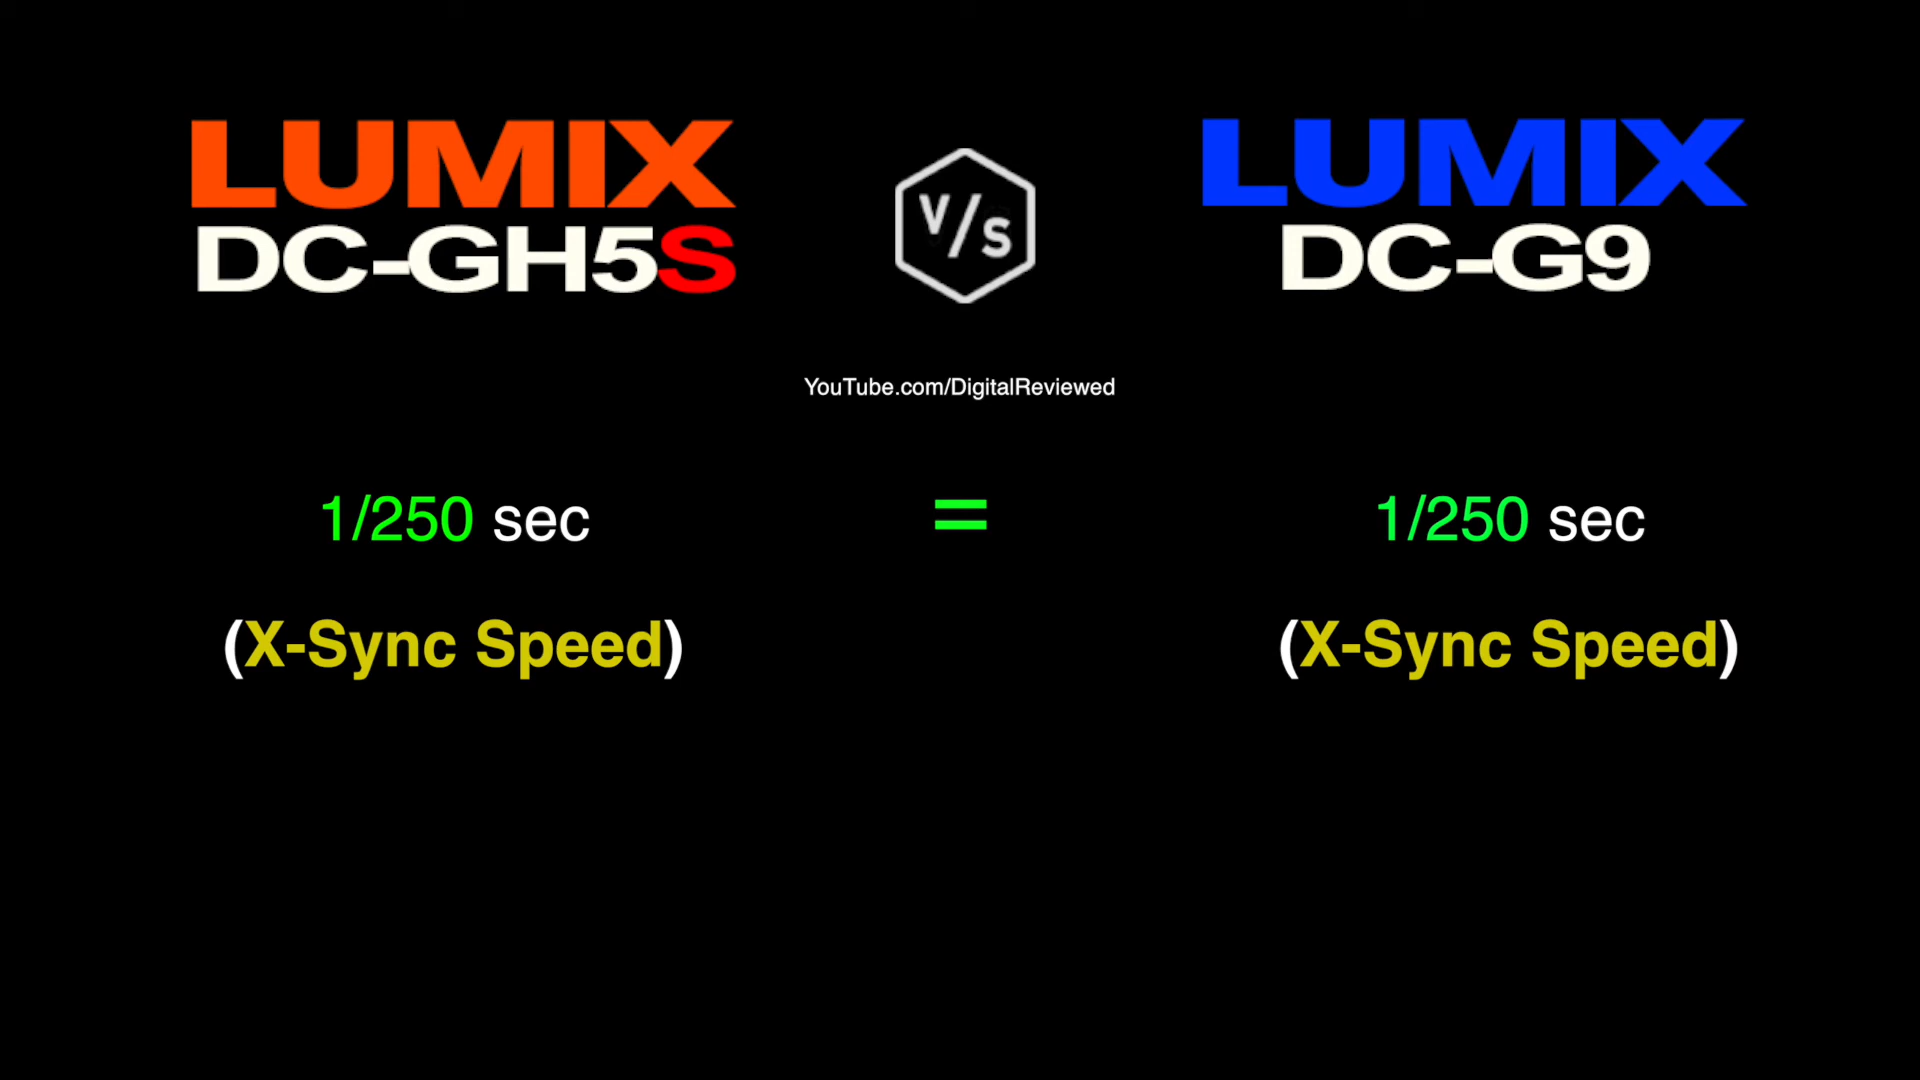 LUMIX
DC-GH5S
V/S
LUMIX
DC-G9
YouTube.com/DigitalReviewed
1/250 sec
=
1/250 sec
(X-Sync Speed)
(X-Sync Speed)